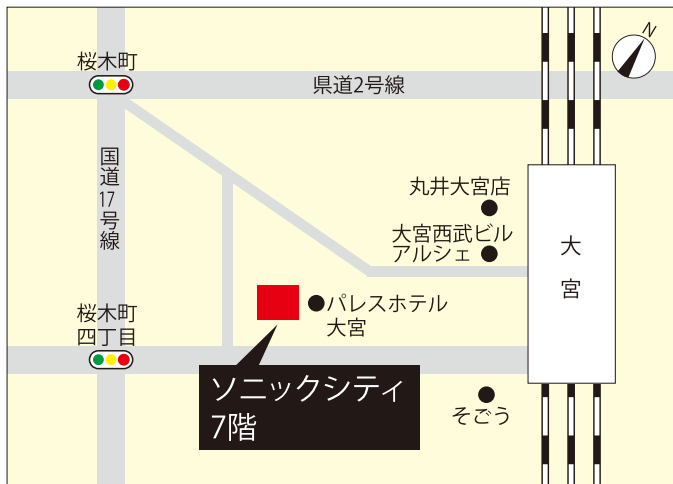 N
桜木町
県道2号線
国道17号線
丸井大宮店
大宮西武ビル
アルシェ
大宮
パレスホテル
大宮
桜木町
四丁目
ソニックシティ
7階
そごう